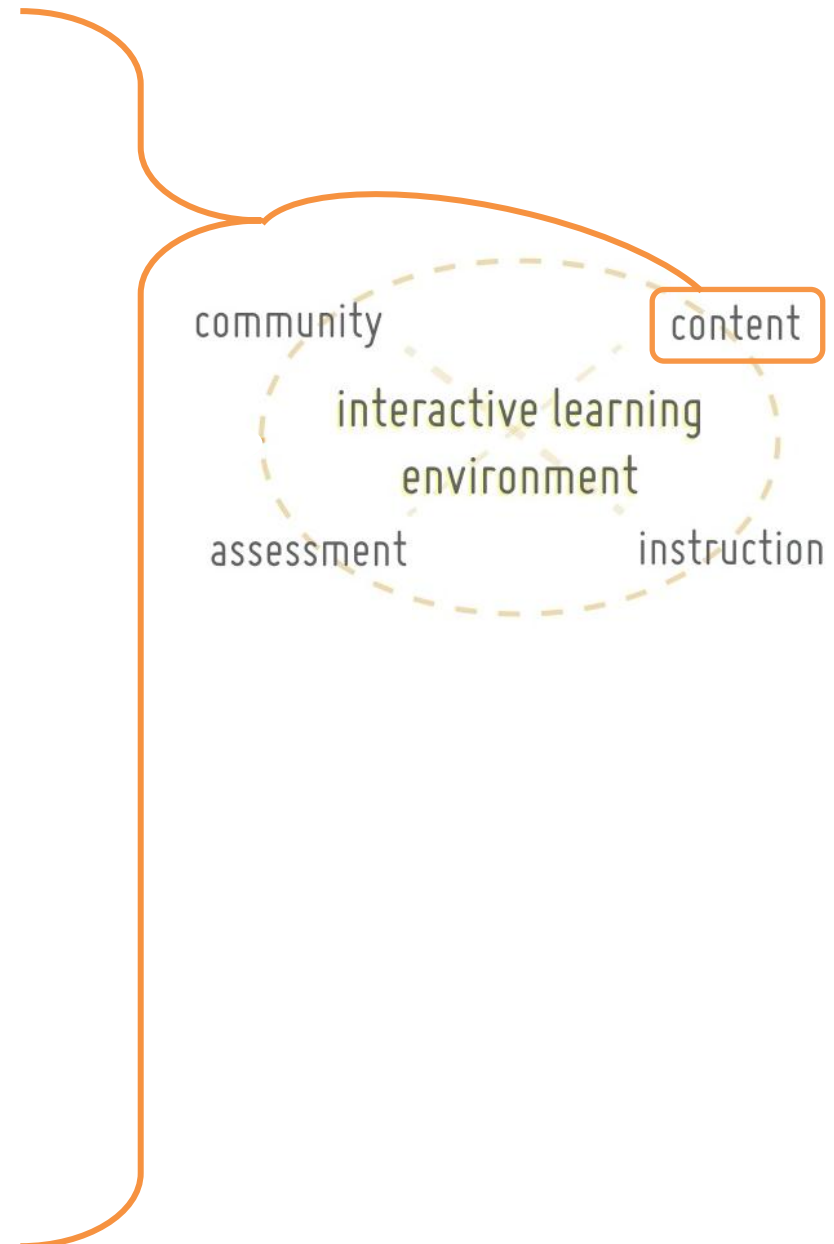 community
content
interactive learning
environment
assessment
instruction